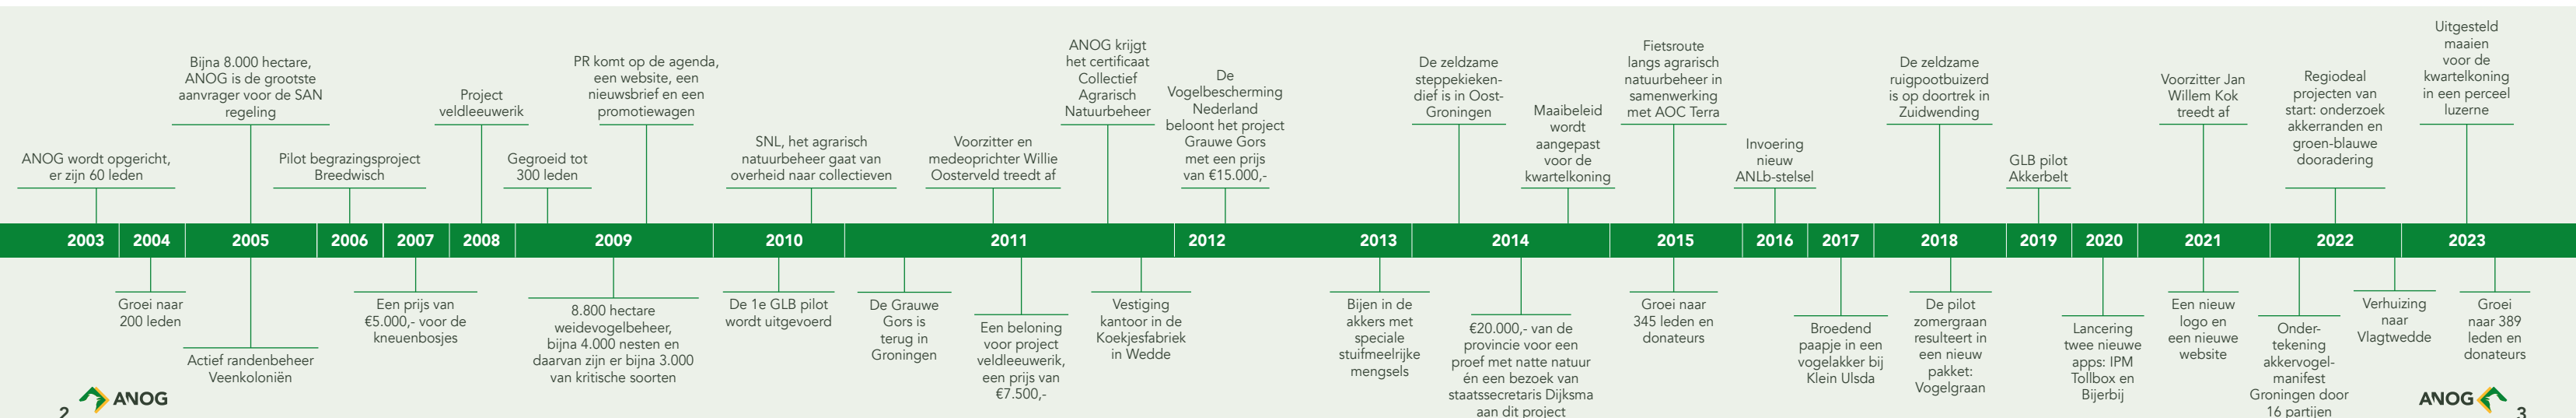 ANOG wordt opgericht,
er zijn 60 leden
Bijna 8.000 hectare,
ANOG is de grootste
aanvrager voor de SAN
regeling
Pilot begrazingsproject
Breedwisch
Project
veldleeuwerik
Gegroeid tot
300 leden
PR komt op de agenda,
een website, een
nieuwsbrief en een
promotiewagen
SNL, het agrarisch
natuurbeheer gaat van
overheid naar collectieven
Voorzitter en
medeoprichter Willie
Oosterveld treedt af
ANOG krijgt
het certificaat
Collectief
Agrarisch
Natuurbeheer
De
Vogelbescherming
Nederland
beloont het project
Grauwe Gors
met een prijs
van €15.000,-
De zeldzame
steppekieken-
dief is in Oost-
Groningen
Maaibeleid
wordt
aangepast
voor de
kwartelkoning
Fietsroute
langs agrarisch
natuurbeheer in
samenwerking
met AOC Terra
Invoering
nieuw
ANLb-stelsel
De zeldzame
ruigpootbuizerd
is op doortrek in
Zuidwending
GLB pilot
Akkerbelt
Voorzitter Jan
Willem Kok
treedt af
Regiodeal
projecten van
start: onderzoek
akkerranden en
groen-blauwe
dooradering
Uitgesteld
maaien
voor de
kwartelkoning
in een perceel
luzerne
2003 2004 2005 2006 2007 2008 2009 2010 2011 2012 2013 2014 2015 2016 2017 2018 2019 2020 2021 2022 2023
Groei naar
200 leden
Actief randenbeheer
Veenkoloniën
Een prijs van
€5.000,- voor de
kneuenbosjes
8.800 hectare
weidevogelbeheer,
bijna 4.000 nesten en
daarvan zijn er bijna 3.000
van kritische soorten
De 1e GLB pilot
wordt uitgevoerd
De Grauwe
Gors is
terug in
Groningen
Een beloning
voor project
veldleeuwerik,
een prijs van
€7.500,-
Vestiging
kantoor in de
Koekjesfabriek
in Wedde
Bijen in de
akkers met
speciale
stuifmeelrijke
mengsels
€20.000,- van de
provincie voor een
proef met natte natuur
én een bezoek van
staatssecretaris Dijksma
aan dit project
Groei naar
345 leden en
donateurs
Broedend
paapje in een
vogelakker bij
Klein Ulsda
De pilot
zomergraan
resulteert in
een nieuw
pakket:
Vogelgraan
Lancering
twee nieuwe
apps: IPM
Tollbox en
Bijerbij
Een nieuw
logo en
een nieuwe
website
Onder-
tekening
akkervogel-
manifest
Groningen door
16 partijen
Verhuizing
naar
Vlagtwedde
Groei
naar 389
leden en
donateurs
2 ANOG
ANOG 3